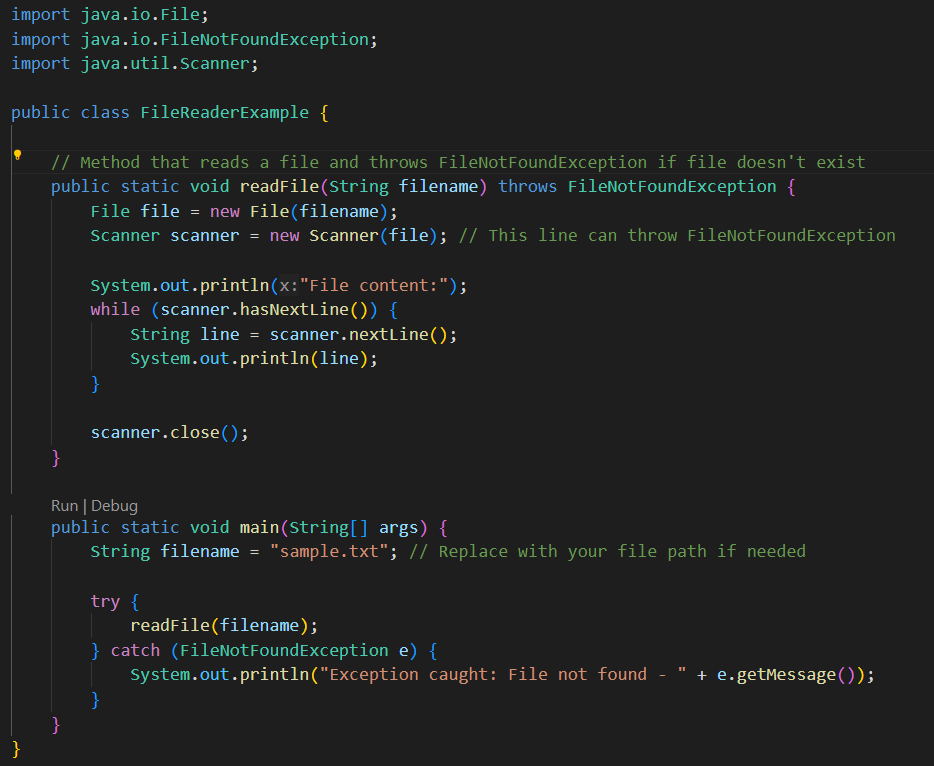 import java.io.File;
import java.io.FileNotFoundException;
import java.util.Scanner;

public class FileReaderExample {

    // Method that reads a file and throws FileNotFoundException if file doesn't exist
    public static void readFile(String filename) throws FileNotFoundException {
        File file = new File(filename);
        Scanner scanner = new Scanner(file); // This line can throw FileNotFoundException

        System.out.println(x:"File content:");
        while (scanner.hasNextLine()) {
            String line = scanner.nextLine();
            System.out.println(line);
        }

        scanner.close();
    }

    Run | Debug
    public static void main(String[] args) {
        String filename = "sample.txt"; // Replace with your file path if needed

        try {
            readFile(filename);
        } catch (FileNotFoundException e) {
            System.out.println("Exception caught: File not found - " + e.getMessage());
        }
    }
}